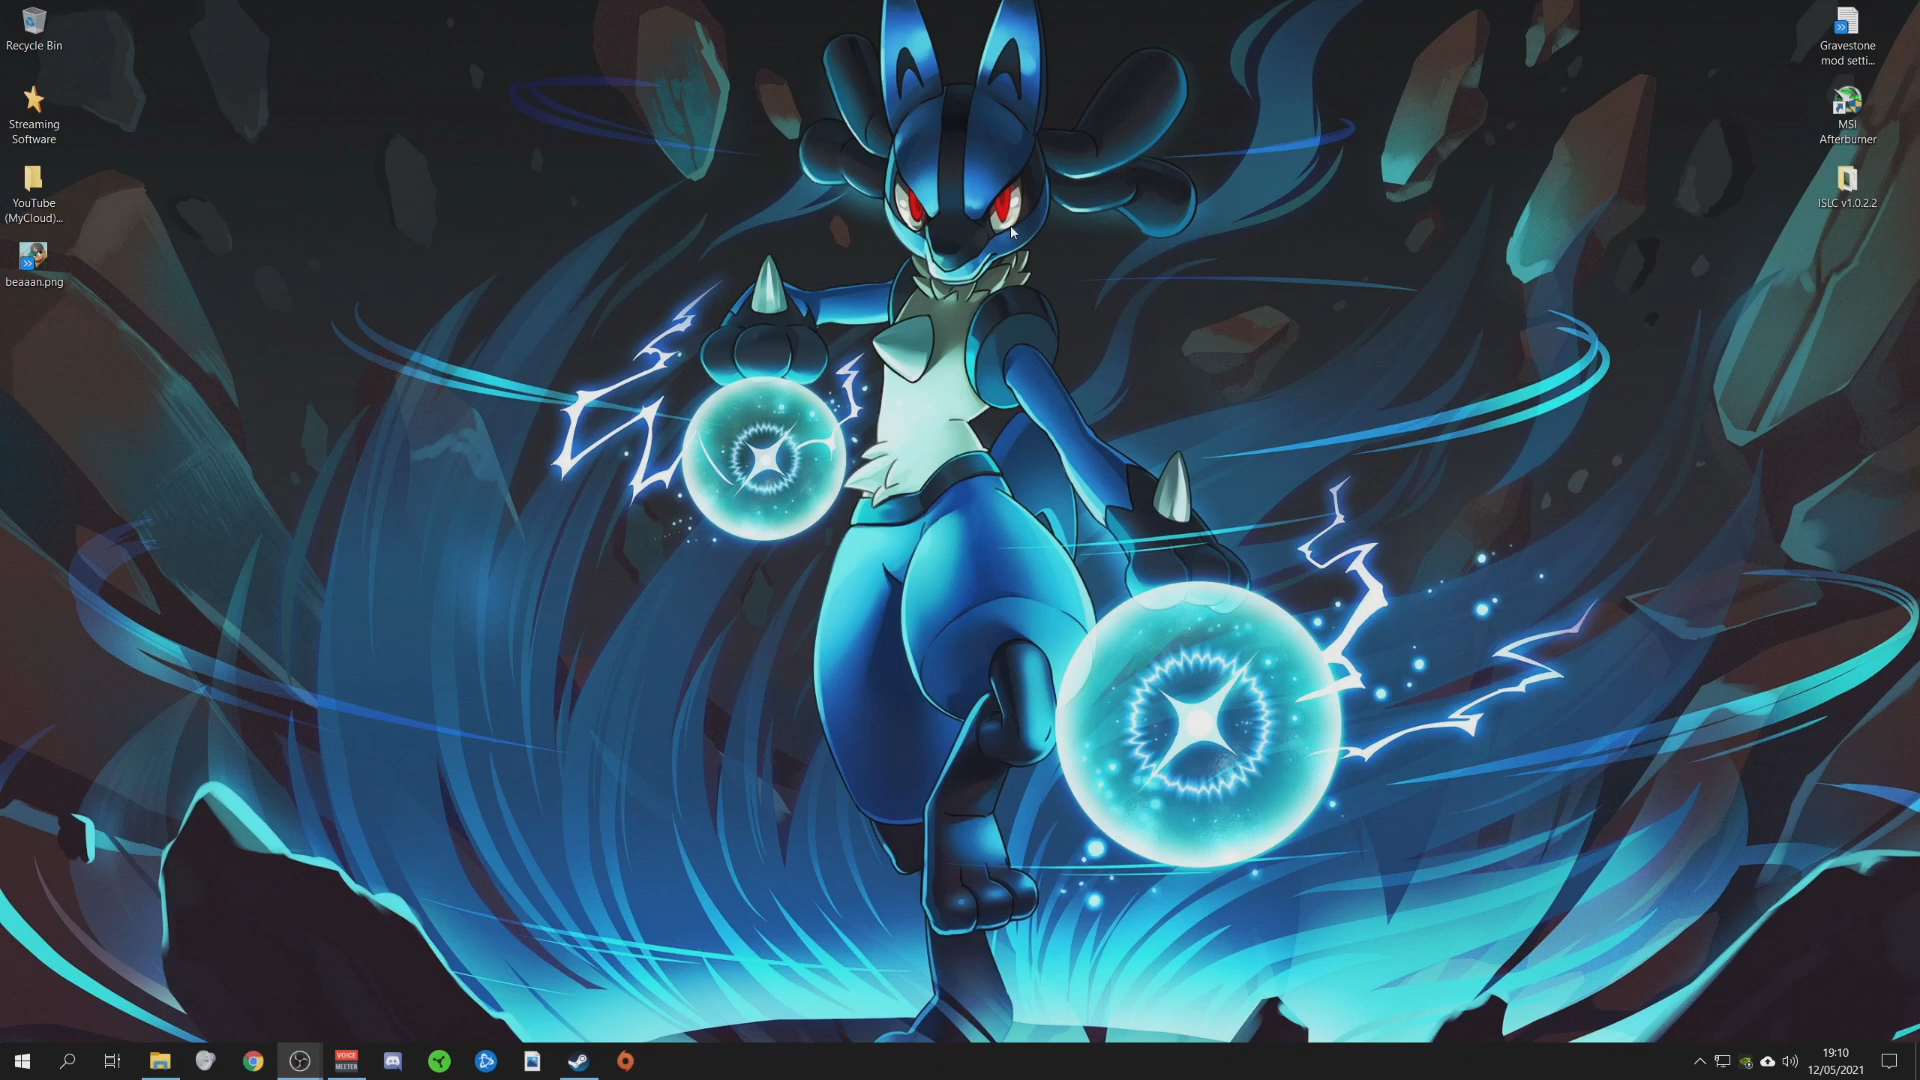 Recycle Bin
Streaming
Software
YouTube
(MyCloud)...
beaaan.png
Gravestone
mod setti...
MSI
Afterburner
ISLC v1.0.2.2
VOICE
MEETER
19:10
12/05/2021